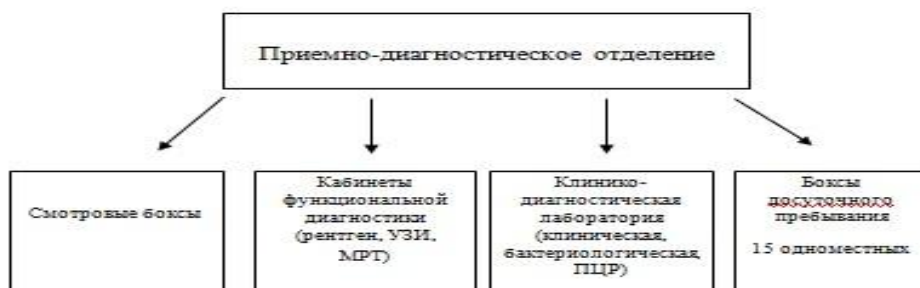 Приемно-диагностическое отделение
Смотровые боксы
Кабинеты
функциональной
диагностики
(рентген, УЗИ,
МРТ)
Клинико-
диагностическая
лаборатория
(клиническая,
бактериологическая,
ПЦР)
Боксы
досуточного
пребывания
15 одноместных